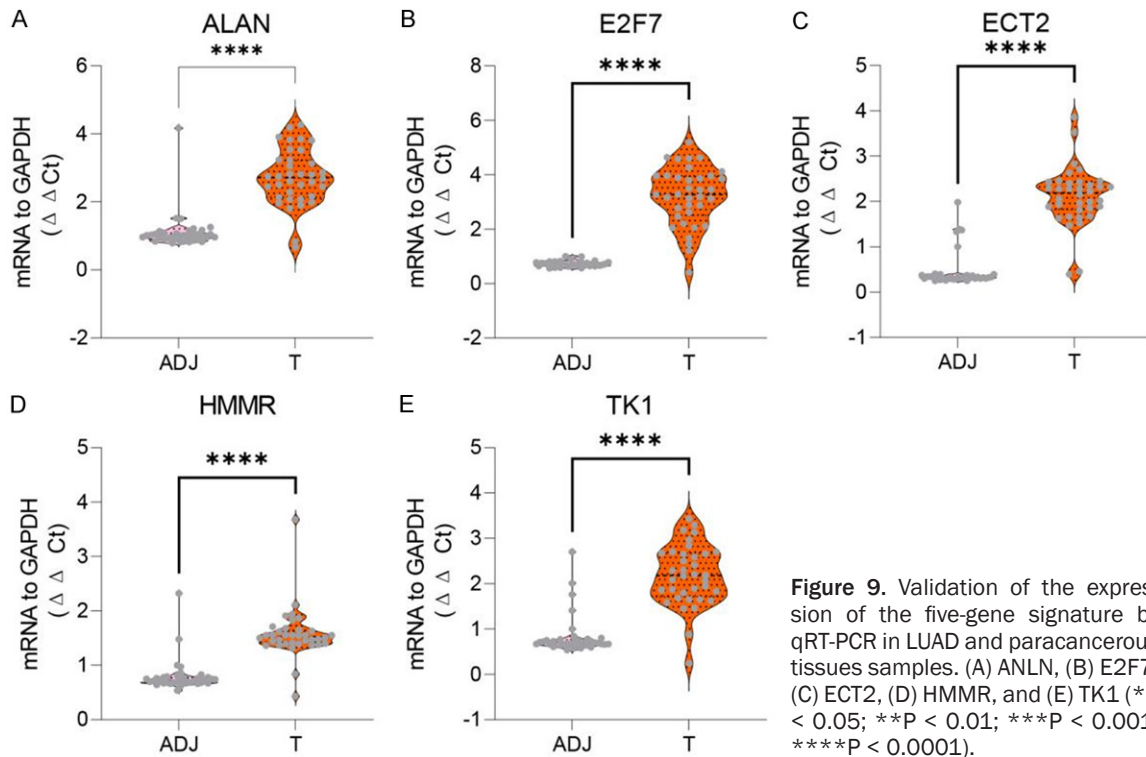 A
ALAN
****
mRNA to GAPDH
(Δ Δ Ct)
6
4
2
0
-2
ADJ
T
B
E2F7
****
mRNA to GAPDH
(Δ Δ Ct)
8
6
4
2
0
-2
ADJ
T
C
ECT2
****
mRNA to GAPDH
(Δ Δ Ct)
5
4
3
2
1
0
-1
ADJ
T
D
HMMR
****
mRNA to GAPDH
(Δ Δ Ct)
5
4
3
2
1
0
ADJ
T
E
TK1
****
mRNA to GAPDH
(Δ Δ Ct)
5
4
3
2
1
0
-1
ADJ
T
Figure 9. Validation of the expres
sion of the five-gene signature b
qRT-PCR in LUAD and paracancerou
tissues samples. (A) ANLN, (B) E2F7
(C) ECT2, (D) HMMR, and (E) TK1 (*
< 0.05; **P < 0.01; ***P < 0.001
****P < 0.0001).